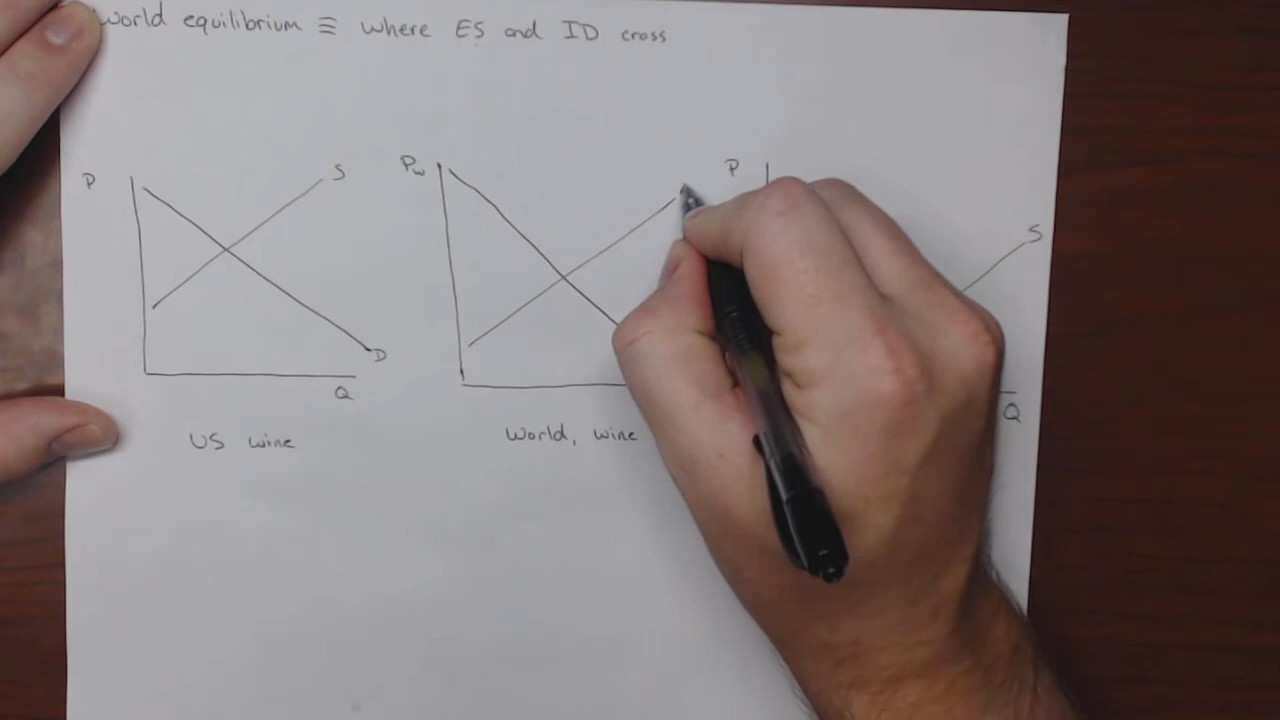 World equilibrium ≡ where ES and ID cross
P
S
D
Q
US wine
Pw
World, wine
P
S
Q